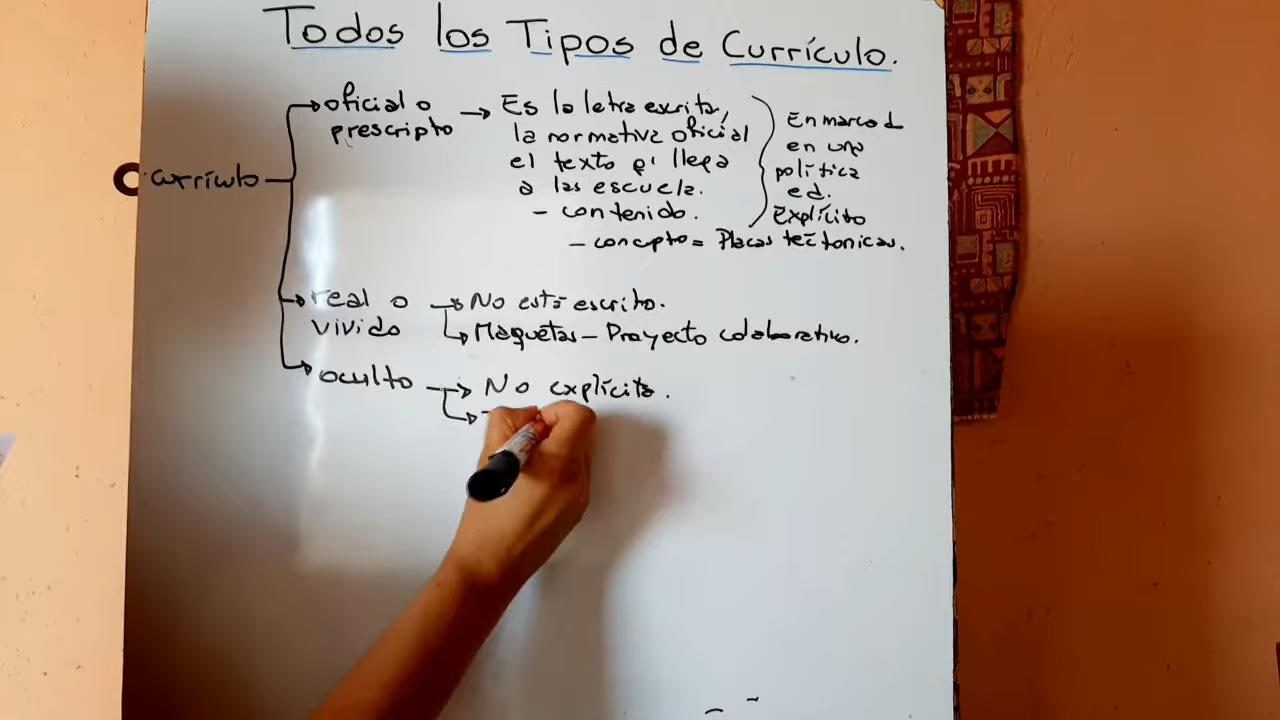 Todos los Tipos de Currículo.
currículo
oficial o
prescripto
Es la letra escrita,
la normativa oficial
el texto q' llega
a las escuela.
- contenido.
- concepto = Placas tectonicas.
En marco d
en una
política
ed.
Explícito
real o
vivido
No está escrito.
Maquetas - Proyecto colaborativo.
oculto
No explícito.